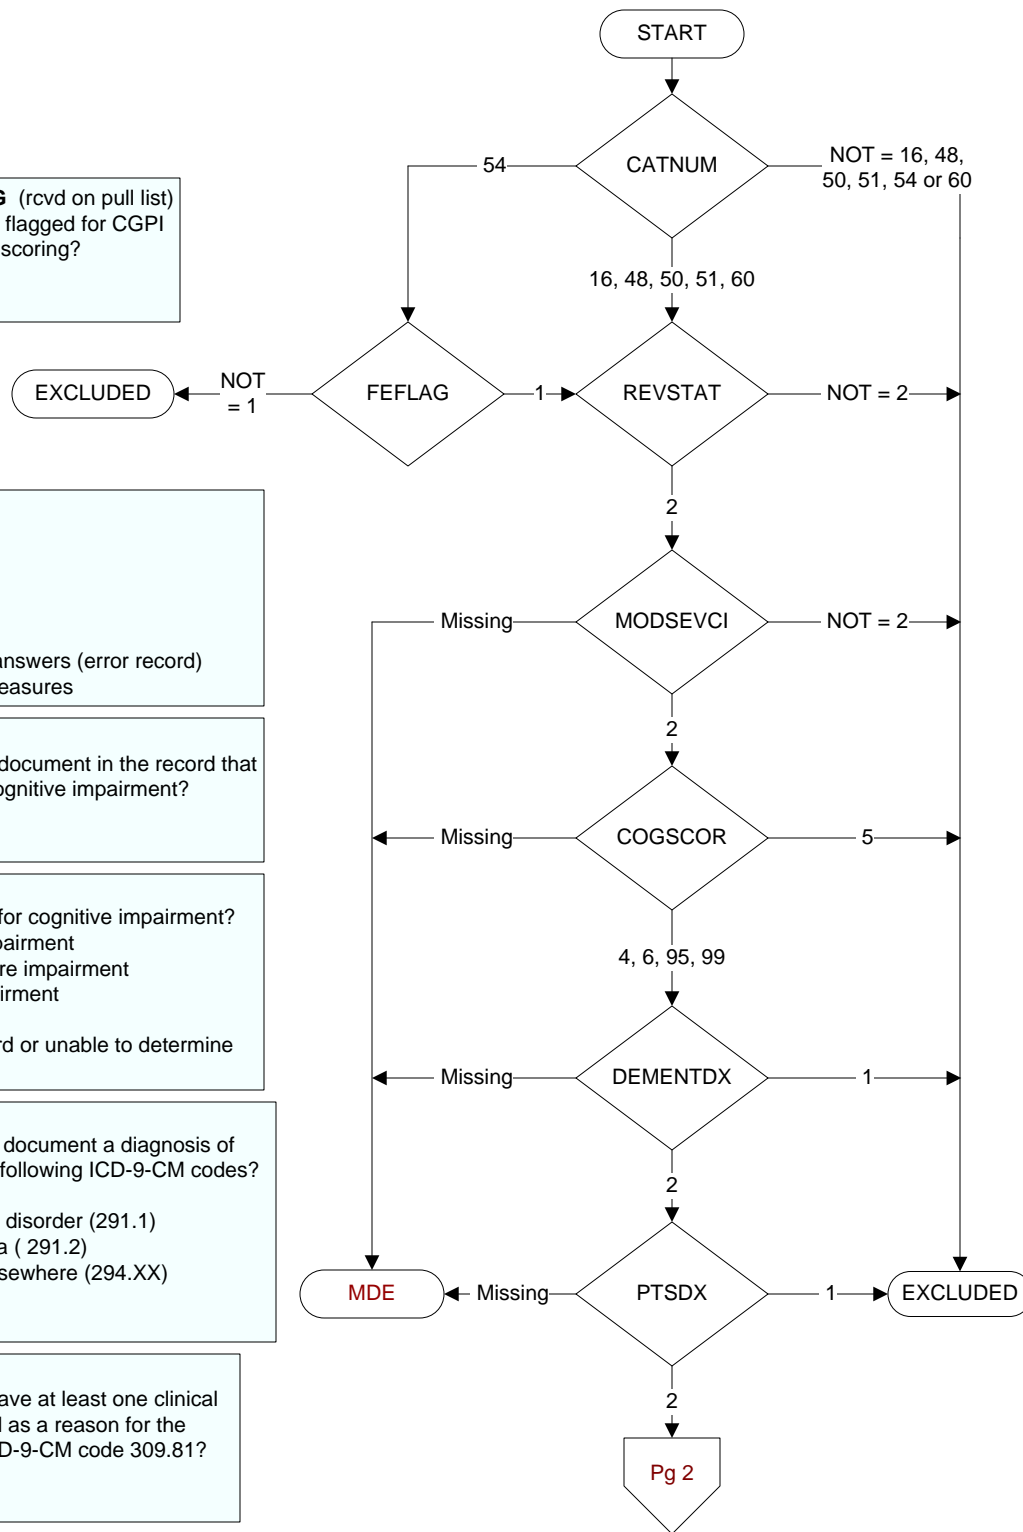 START
CATNUM
54
NOT = 16, 48,
50, 51, 54 or 60
16, 48, 50, 51, 60
(rcvd on pull list)
flagged for CGPI
scoring?
EXCLUDED
NOT
= 1
FEFLAG
1
REVSTAT
NOT = 2
2
answers (error record)
easures
Missing
MODSEVCI
NOT = 2
2
document in the record that
ognitive impairment?
Missing
COGSCOR
5
4, 6, 95, 99
for cognitive impairment?
pairment
re impairment
irment
rd or unable to determine
Missing
DEMENTDX
1
2
document a diagnosis of
following ICD-9-CM codes?
disorder (291.1)
a ( 291.2)
sewhere (294.XX)
MDE
Missing
PTSDX
1
EXCLUDED
2
ave at least one clinical
as a reason for the
D-9-CM code 309.81?
Pg 2